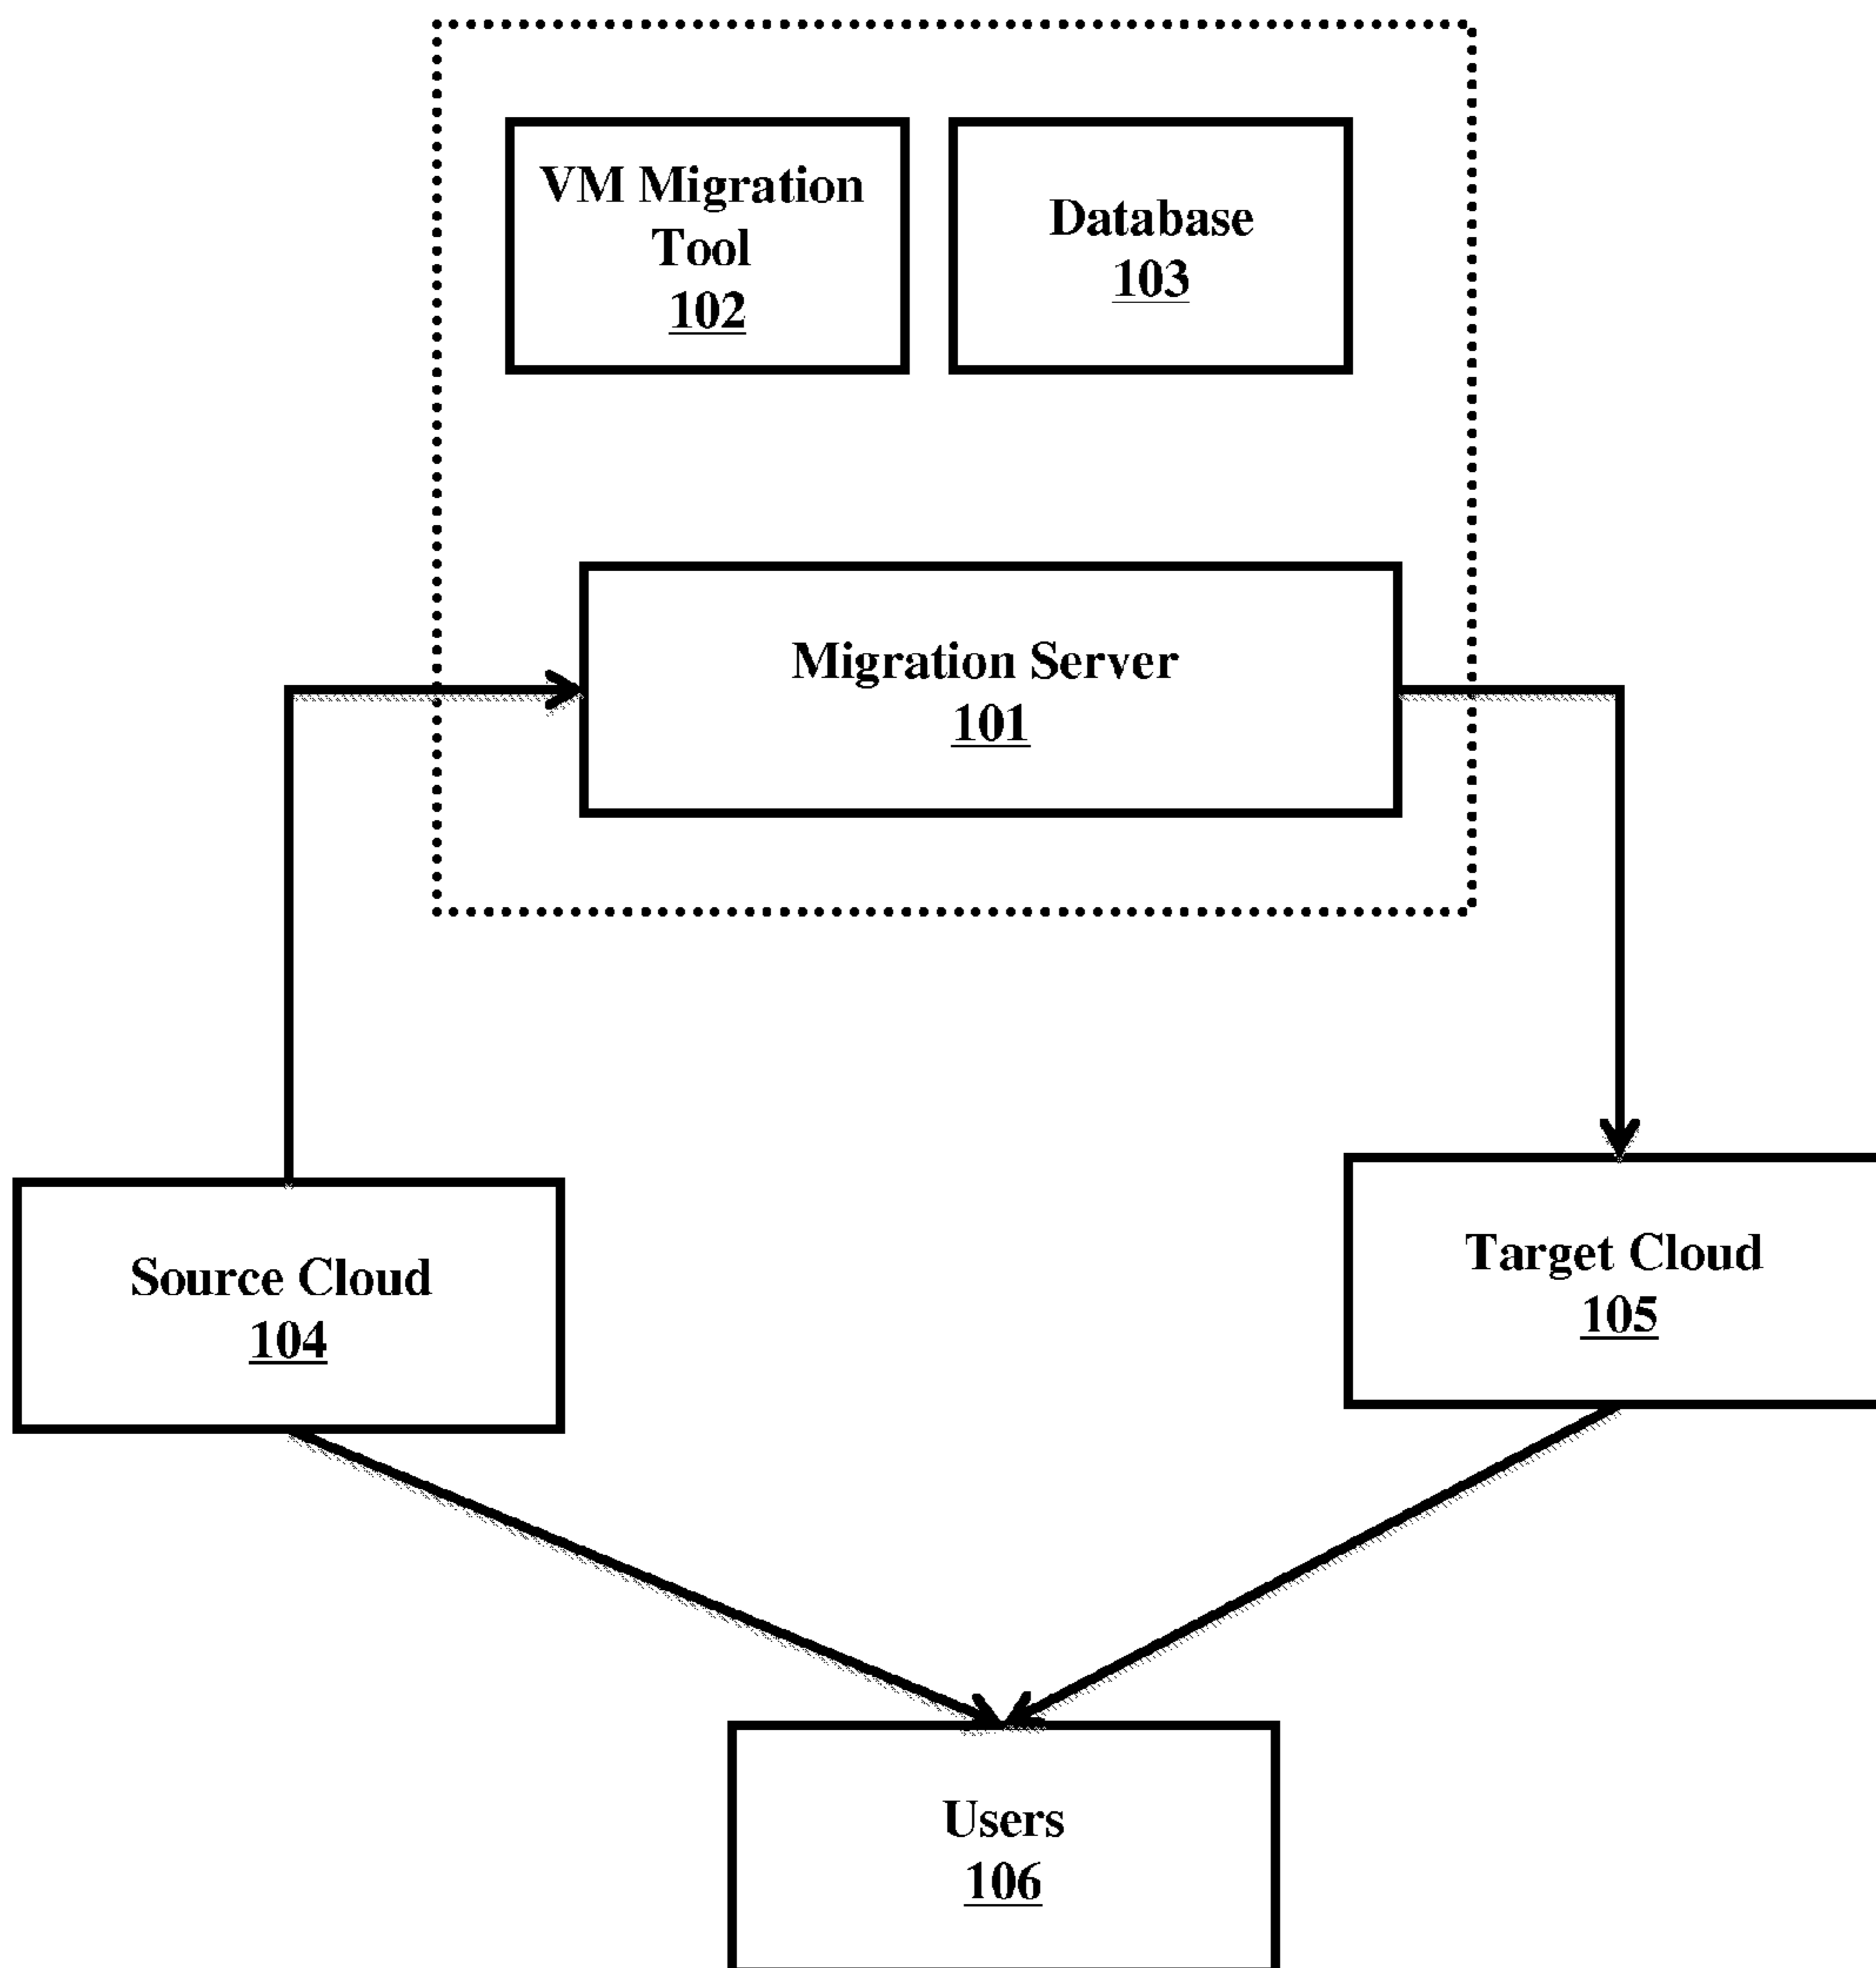 VM Migration
Tool
102
Database
103
Migration Server
101
Source Cloud
104
Target Cloud
105
Users
106